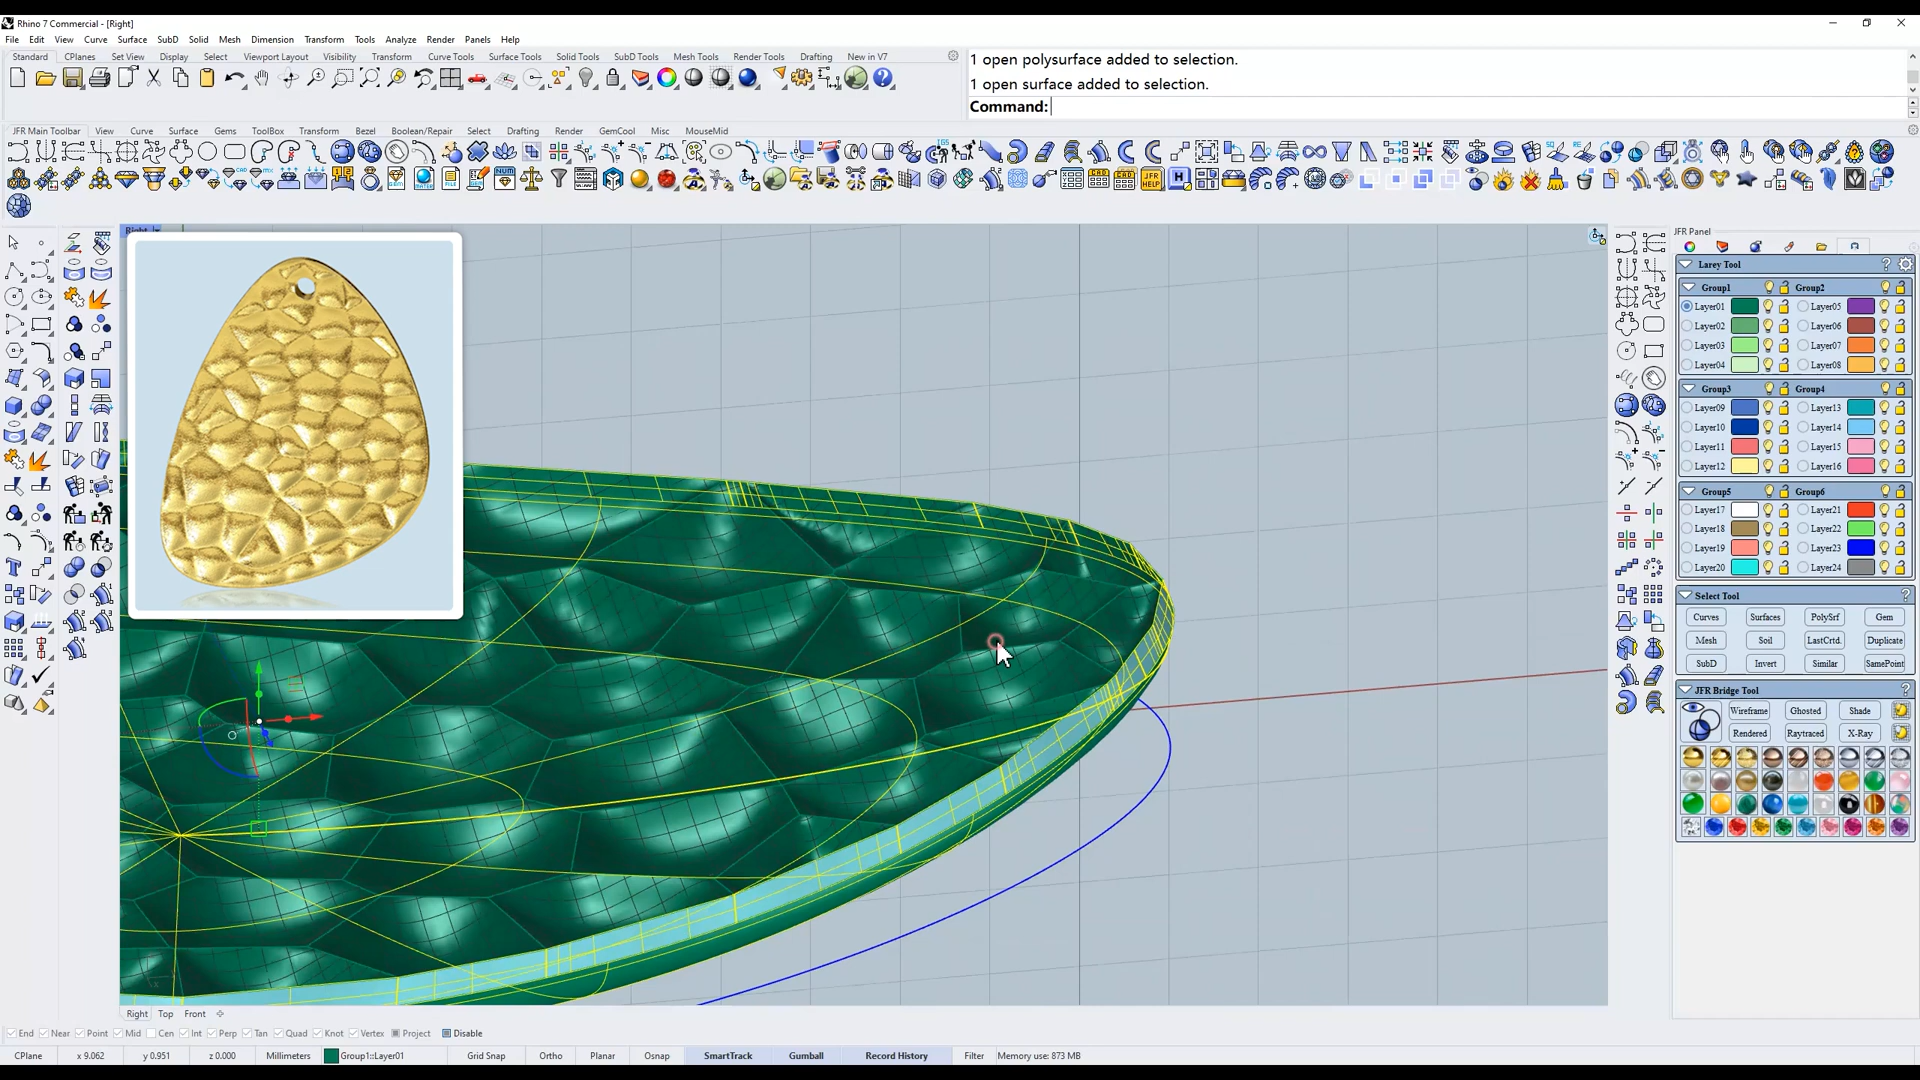 Rhino 7 Commercial - [Right]
File Edit View Curve Surface SubD Solid Mesh Dimension Transform Tools Analyze Render Panels Help
Standard CPlanes Set View Display Select Viewport Layout Visibility Transform Curve Tools Surface Tools Solid Tools SubD Tools Mesh Tools Render Tools Drafting New in V7
1 open polysurface added to selection.
1 open surface added to selection.
Command:
JFR Main Toolbar View Curve Surface Gems ToolBox Transform Bezel Boolean/Repair Select Drafting Render GemCool Misc MouseMid
Right
JFR Panel
Larey Tool ?
Group1 Group2
Layer01 Layer05
Layer02 Layer06
Layer03 Layer07
Layer04 Layer08
Group3 Group4
Layer09 Layer13
Layer10 Layer14
Layer11 Layer15
Layer12 Layer16
Group5 Group6
Layer17 Layer21
Layer18 Layer22
Layer19 Layer23
Layer20 Layer24
Select Tool ?
Curves Surfaces PolySrf Gem
Mesh Soil LastCrtd. Duplicate
SubD Invert Similar SamePoint
JFR Bridge Tool ?
Wireframe Ghosted Shade
Rendered Raytraced X-Ray
Right Top Front
End Near Point Mid Cen Int Perp Tan Quad Knot Vertex Project Disable
CPlane x 9.062 y 0.951 z 0.000 Millimeters Group1::Layer01 Grid Snap Ortho Planar Osnap SmartTrack Gumball Record History Filter Memory use: 873 MB